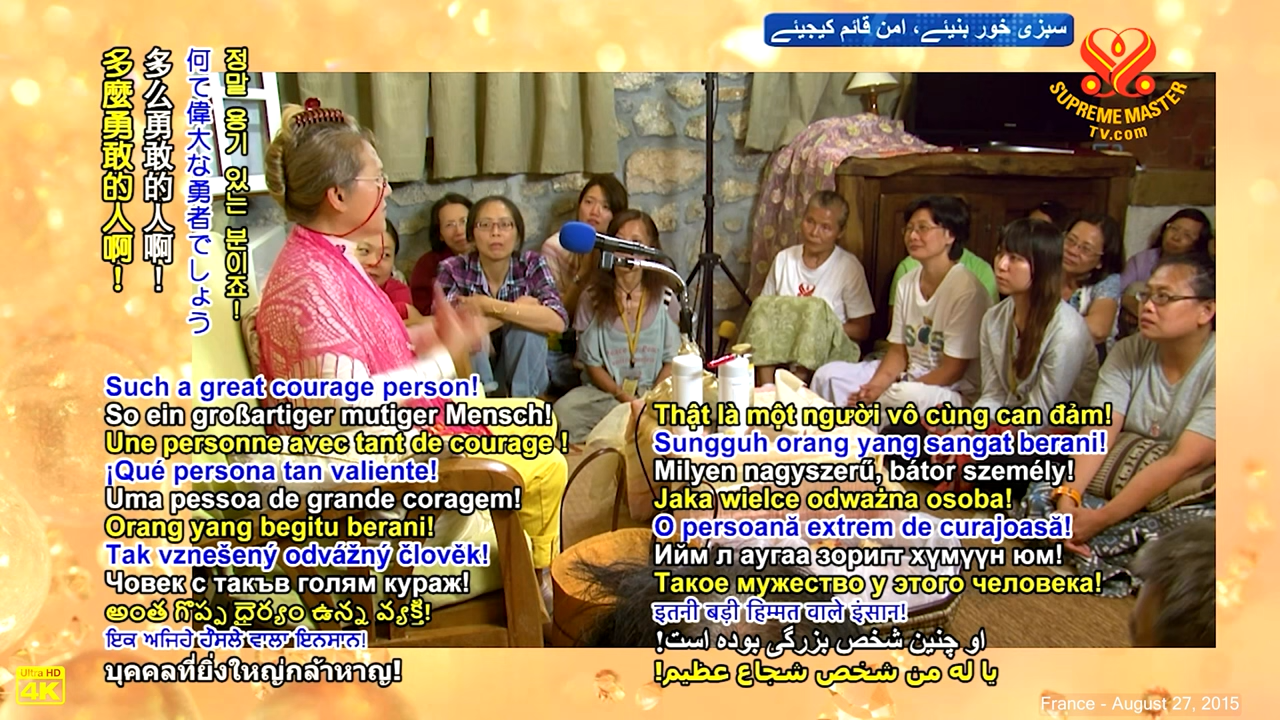 سبزی خور بنیئے، امن قائم کیجیئے
SUPREME MASTER
TV.com
多麼勇敢的人啊！
多么勇敢的人啊！
何て偉大な勇者でしょう
정말 용기 있는 분이죠!
Such a great courage person!
So ein großartiger mutiger Mensch!
Une personne avec tant de courage !
¡Qué persona tan valiente!
Uma pessoa de grande coragem!
Orang yang begitu berani!
Tak vznešený odvážný člověk!
Човек с такъв голям кураж!
అంత గొప్ప ధైర్యం ఉన్న వ్యక్తి!
ਇਕ ਅਜਿਹੇ ਹੌਸਲੇ ਵਾਲਾ ਇਨਸਾਨ!
บุคคลที่ยิ่งใหญ่กล้าหาญ!
Thật là một người vô cùng can đảm!
Sungguh orang yang sangat berani!
Milyen nagyszerű, bátor személy!
Jaka wielce odważna osoba!
O persoană extrem de curajoasă!
Ийм л аугаа зоригт хүмүүн юм!
Такое мужество у этого человека!
इतनी बड़ी हिम्मत वाले इंसान!
او چنین شخص بزرگی بوده است!
يا له من شخص شجاع عظيم!
Ultra HD
4K
France - August 27, 2015